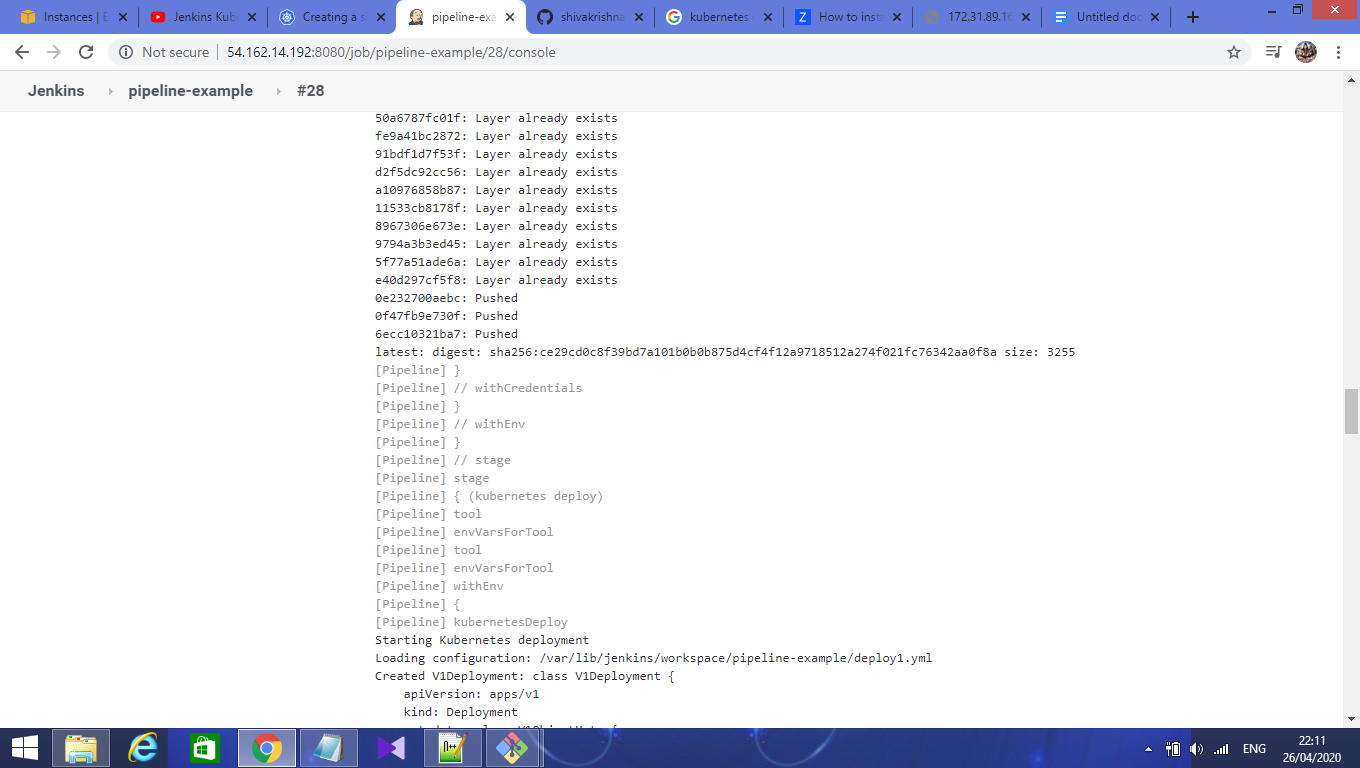 Instances | E
Jenkins Kub
Creating a si
pipeline-exa
shivakrishna
kubernetes
How to insta
172.31.89.16
Untitled doc
Not secure
54.162.14.192:8080/job/pipeline-example/28/console
Jenkins
pipeline-example
#28
50a6787fc01f: Layer already exists
fe9a41bc2872: Layer already exists
91bdf1d7f53f: Layer already exists
d2f5dc92cc56: Layer already exists
a10976858b87: Layer already exists
11533cb8178f: Layer already exists
8967306e673e: Layer already exists
9794a3b3ed45: Layer already exists
5f77a51ade6a: Layer already exists
e40d297cf5f8: Layer already exists
0e232700aebc: Pushed
0f47fb9e730f: Pushed
6ecc10321ba7: Pushed
latest: digest: sha256:ce29cd0c8f39bd7a101b0b0b875d4cf4f12a9718512a274f021fc76342aa0f8a size: 3255
[Pipeline] }
[Pipeline] // withCredentials
[Pipeline] }
[Pipeline] // withEnv
[Pipeline] }
[Pipeline] // stage
[Pipeline] stage
[Pipeline] { (kubernetes deploy)
[Pipeline] tool
[Pipeline] envVarsForTool
[Pipeline] tool
[Pipeline] envVarsForTool
[Pipeline] withEnv
[Pipeline] {
[Pipeline] kubernetesDeploy
Starting Kubernetes deployment
Loading configuration: /var/lib/jenkins/workspace/pipeline-example/deploy1.yml
Created V1Deployment: class V1Deployment {
apiVersion: apps/v1
kind: Deployment
ENG
22:11
26/04/2020